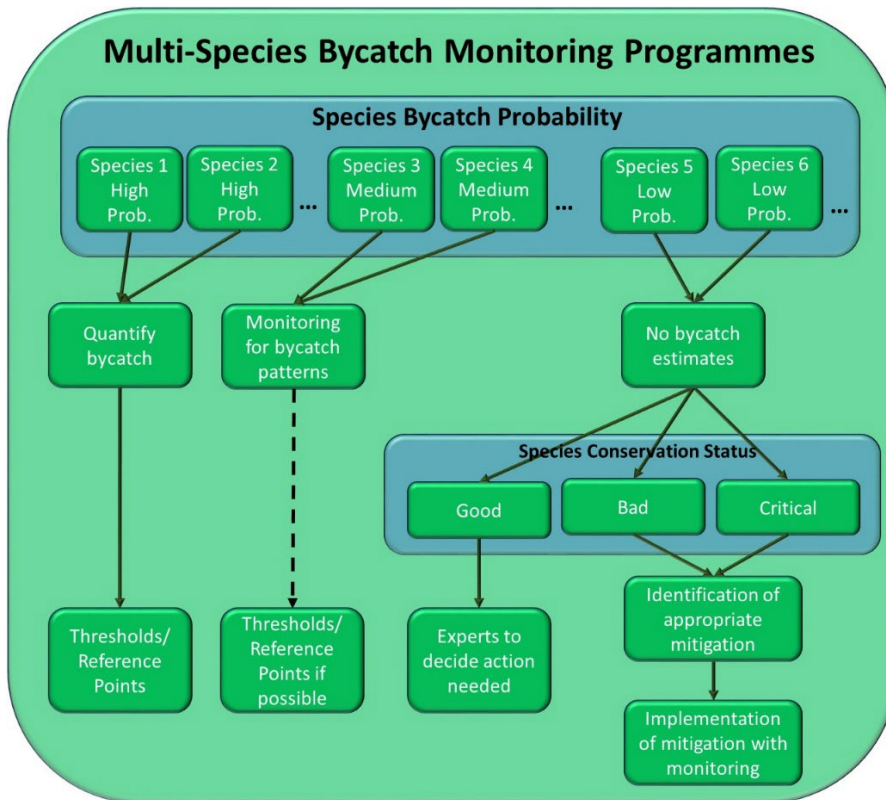 Multi-Species Bycatch Monitoring Programmes
Species Bycatch Probability
Species 1
High
Prob.
Species 2
High
Prob.
...
Species 3
Medium
Prob.
Species 4
Medium
Prob.
...
Species 5
Low
Prob.
Species 6
Low
Prob.
...
Quantify
bycatch
Monitoring
for bycatch
patterns
No bycatch
estimates
Species Conservation Status
Good
Bad
Critical
Thresholds/
Reference
Points
Thresholds/
Reference
Points if
possible
Experts to
decide action
needed
Identification of
appropriate
mitigation
Implementation
of mitigation with
monitoring